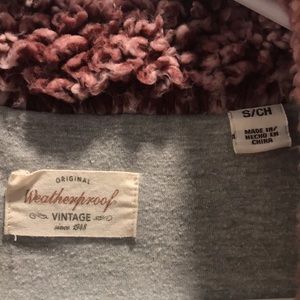 S/CH
MADE IN/
HECHO EN
CHINA
ORIGINAL
Weatherproof
VINTAGE
since 1948